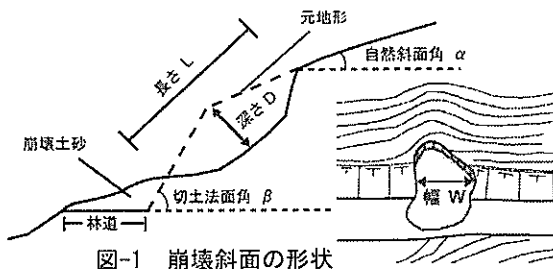 元地形
自然斜面角 α
長さ L
深さ D
崩壊土砂
切土法面角 β
幅 W
林道
図-1 崩壊斜面の形状